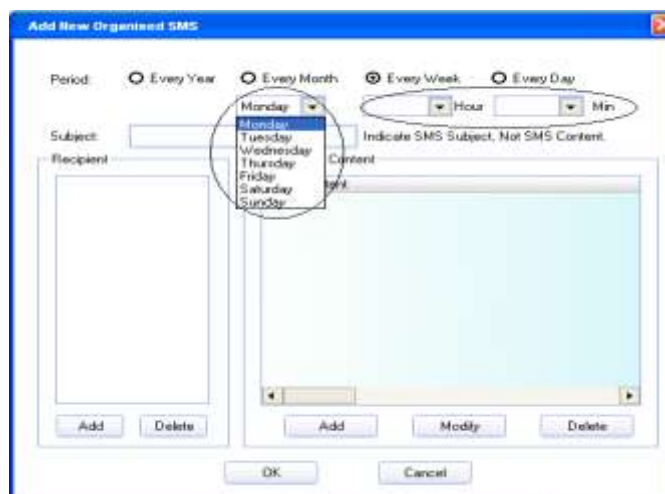 Add New Organised SMS
Period: Every Year Every Month Every Week Every Day
Monday Hour Min
Monday
Tuesday
Wednesday
Thursday
Friday
Saturday
Sunday
Subject: Indicate SMS Subject, Not SMS Content.
Recipient Content
Add Delete Add Modify Delete
OK Cancel